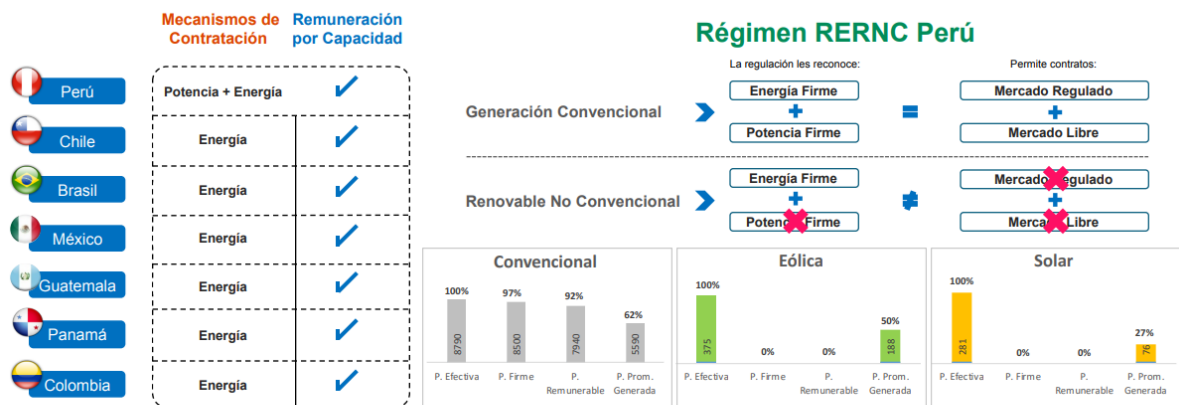 Mecanismos de
Contratación
Remuneración
por Capacidad
Perú
Potencia + Energía
Chile
Energía
Brasil
Energía
México
Energía
Guatemala
Energía
Panamá
Energía
Colombia
Energía
Régimen RERNC Perú
La regulación les reconoce:
Permite contratos:
Generación Convencional
Energía Firme
+
Potencia Firme
=
Mercado Regulado
+
Mercado Libre
Renovable No Convencional
Energía Firme
+
Potencia Firme
≠
Mercado Regulado
+
Mercado Libre
Convencional
100%
97%
92%
62%
8790
8500
7940
5590
P. Efectiva
P. Firme
P.
Remunerable
P. Prom.
Generada
Eólica
100%
0%
0%
50%
375
188
P. Efectiva
P. Firme
P.
Remunerable
P. Prom.
Generada
Solar
100%
0%
0%
27%
281
76
P. Efectiva
P. Firme
P.
Remunerable
P. Prom.
Generada